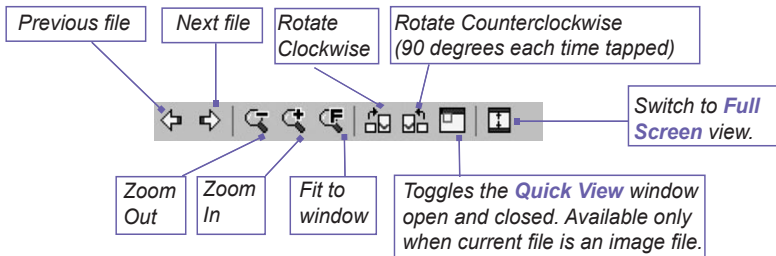 Previous file
Next file
Rotate
Clockwise
Rotate Counterclockwise
(90 degrees each time tapped)
F
Switch to Full
Screen view.
Zoom
Out
Zoom
In
Fit to
window
Toggles the Quick View window
open and closed. Available only
when current file is an image file.